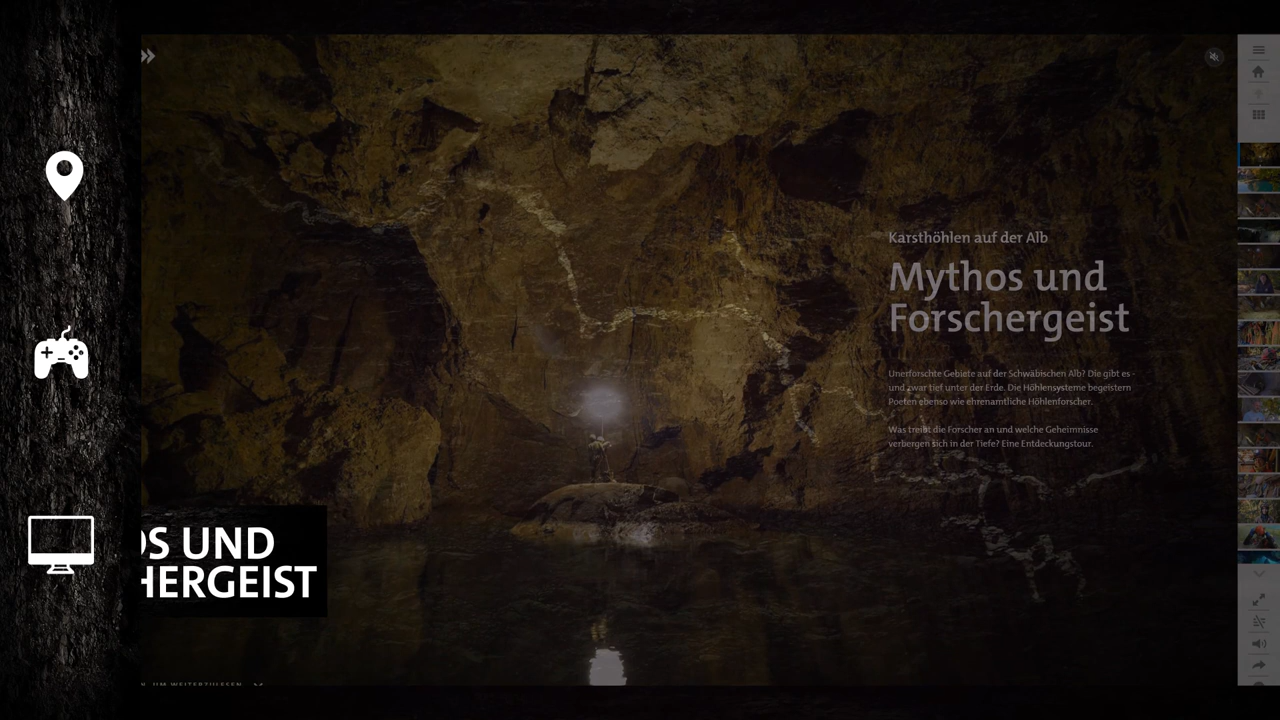 Karsthöhlen auf der Alb
Mythos und
Forschergeist
Unerforschte Gebiete auf der Schwäbischen Alb? Die gibt es -
und zwar tief unter der Erde. Die Höhlensysteme begeistern
Poeten ebenso wie ehrenamtliche Höhlenforscher.
Was treibt die Forscher an und welche Geheimnisse
verbergen sich in der Tiefe? Eine Entdeckungstour.
OS UND
HERGEIST
UM WEITERZULESEN